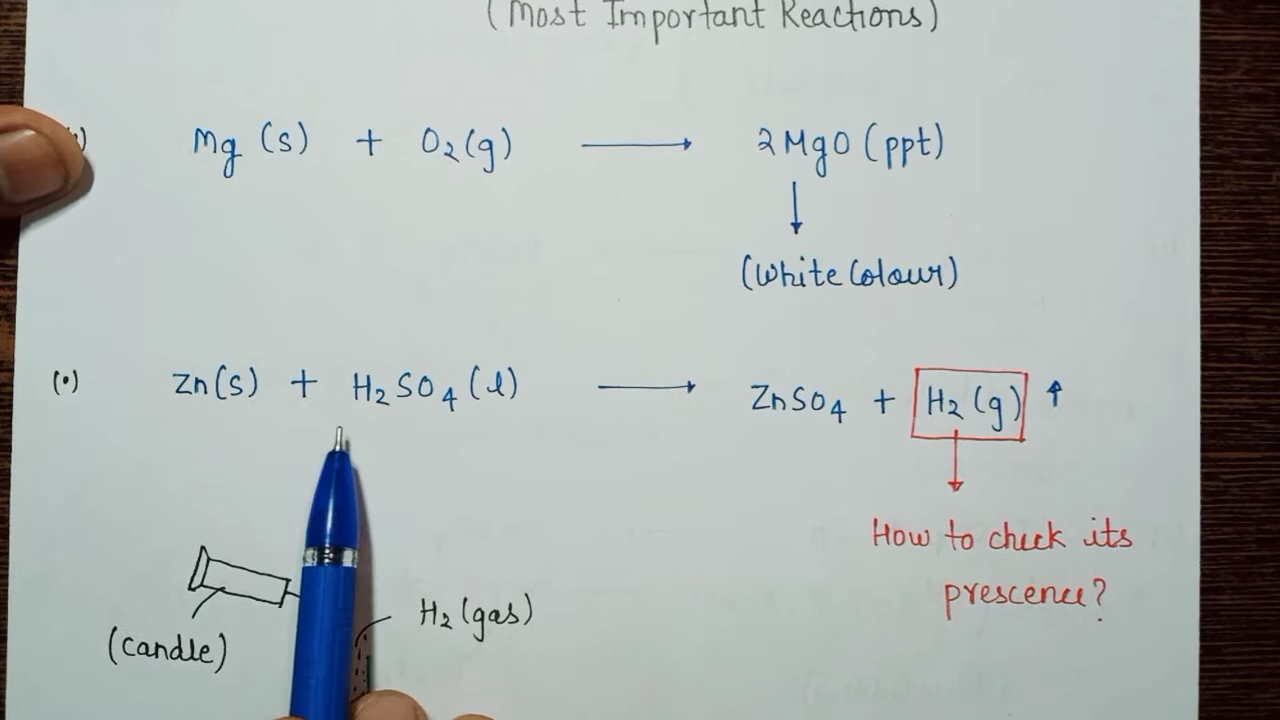 (Most Important Reactions)
Mg (s) + O2(g) → 2MgO (ppt)
(White Colour)
(•) Zn(s) + H2SO4 (l) → ZnSO4 + H2 (g) ↑
How to check its
prescence?
H2 (gas)
(candle)